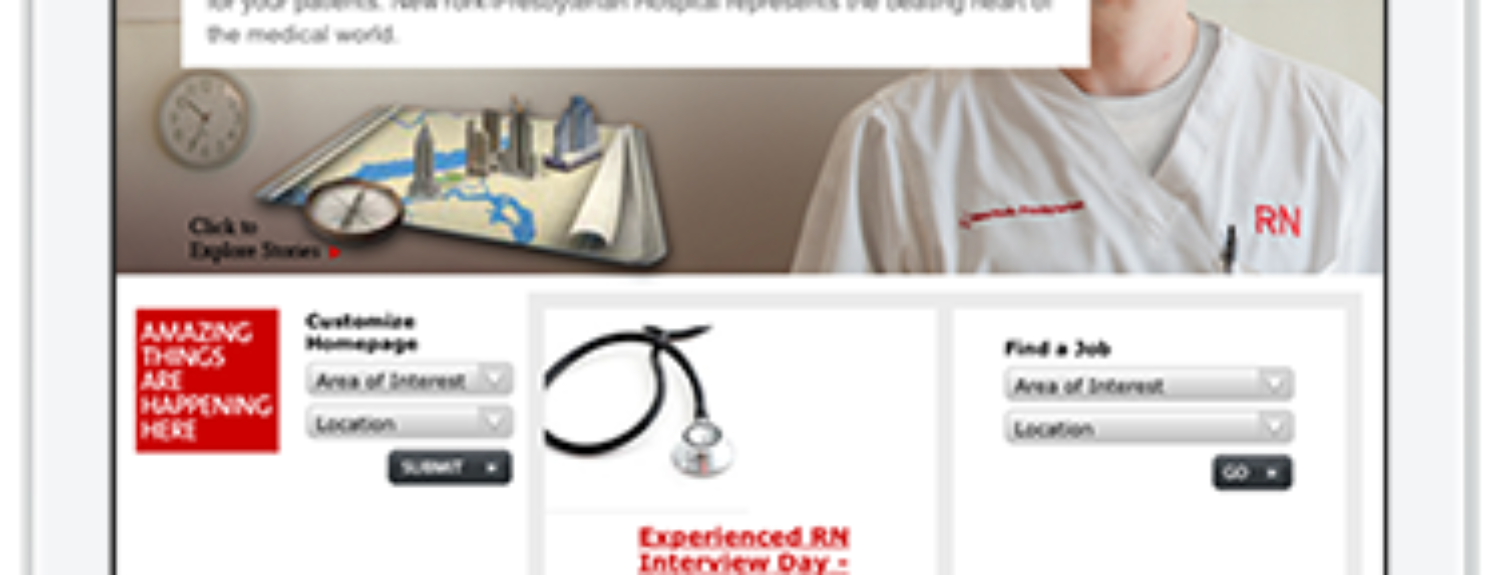 for your patients. NewYork-Presbyterian Hospital represents the beating heart of
the medical world.
Click to
Explore Stories
RN
AMAZING
THINGS
ARE
HAPPENING
HERE
Customize
Homepage
Area of Interest
Location
SUBMIT
Experienced RN
Interview Day -
Find a Job
Area of Interest
Location
GO